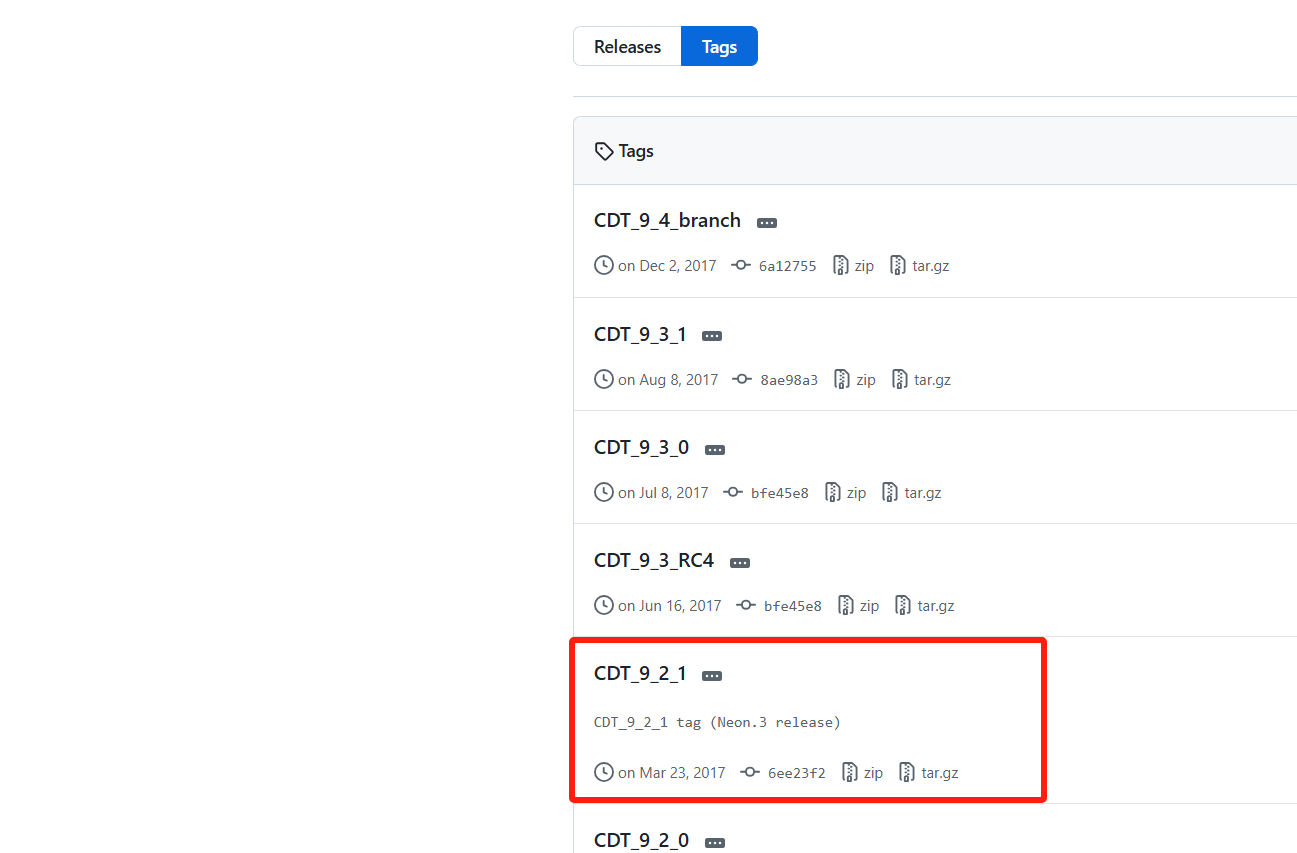 Releases Tags
Tags
CDT_9_4_branch
on Dec 2, 2017 6a12755 zip tar.gz
CDT_9_3_1
on Aug 8, 2017 8ae98a3 zip tar.gz
CDT_9_3_0
on Jul 8, 2017 bfe45e8 zip tar.gz
CDT_9_3_RC4
on Jun 16, 2017 bfe45e8 zip tar.gz
CDT_9_2_1
CDT_9_2_1 tag (Neon.3 release)
on Mar 23, 2017 6ee23f2 zip tar.gz
CDT_9_2_0